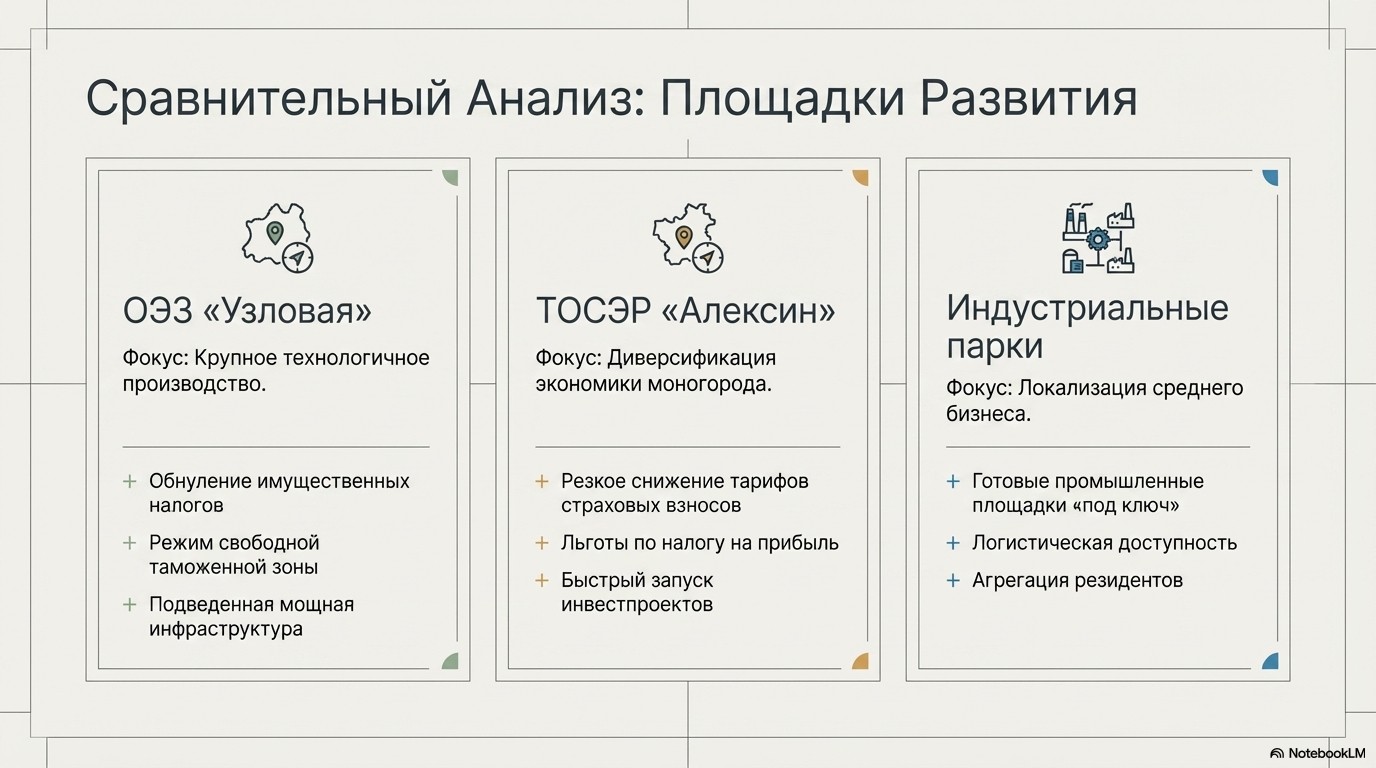 Сравнительный Анализ: Площадки Развития
ОЭЗ «Узловая»
Фокус: Крупное технологичное
производство.
+ Обнуление имущественных
налогов
+ Режим свободной
таможенной зоны
+ Подведенная мощная
инфраструктура
ТОСЭР «Алексин»
Фокус: Диверсификация
экономики моногорода.
+ Резкое снижение тарифов
страховых взносов
+ Льготы по налогу на прибыль
+ Быстрый запуск
инвестпроектов
Индустриальные
парки
Фокус: Локализация среднего
бизнеса.
+ Готовые промышленные
площадки «под ключ»
+ Логистическая доступность
+ Агрегация резидентов
NotebookLM